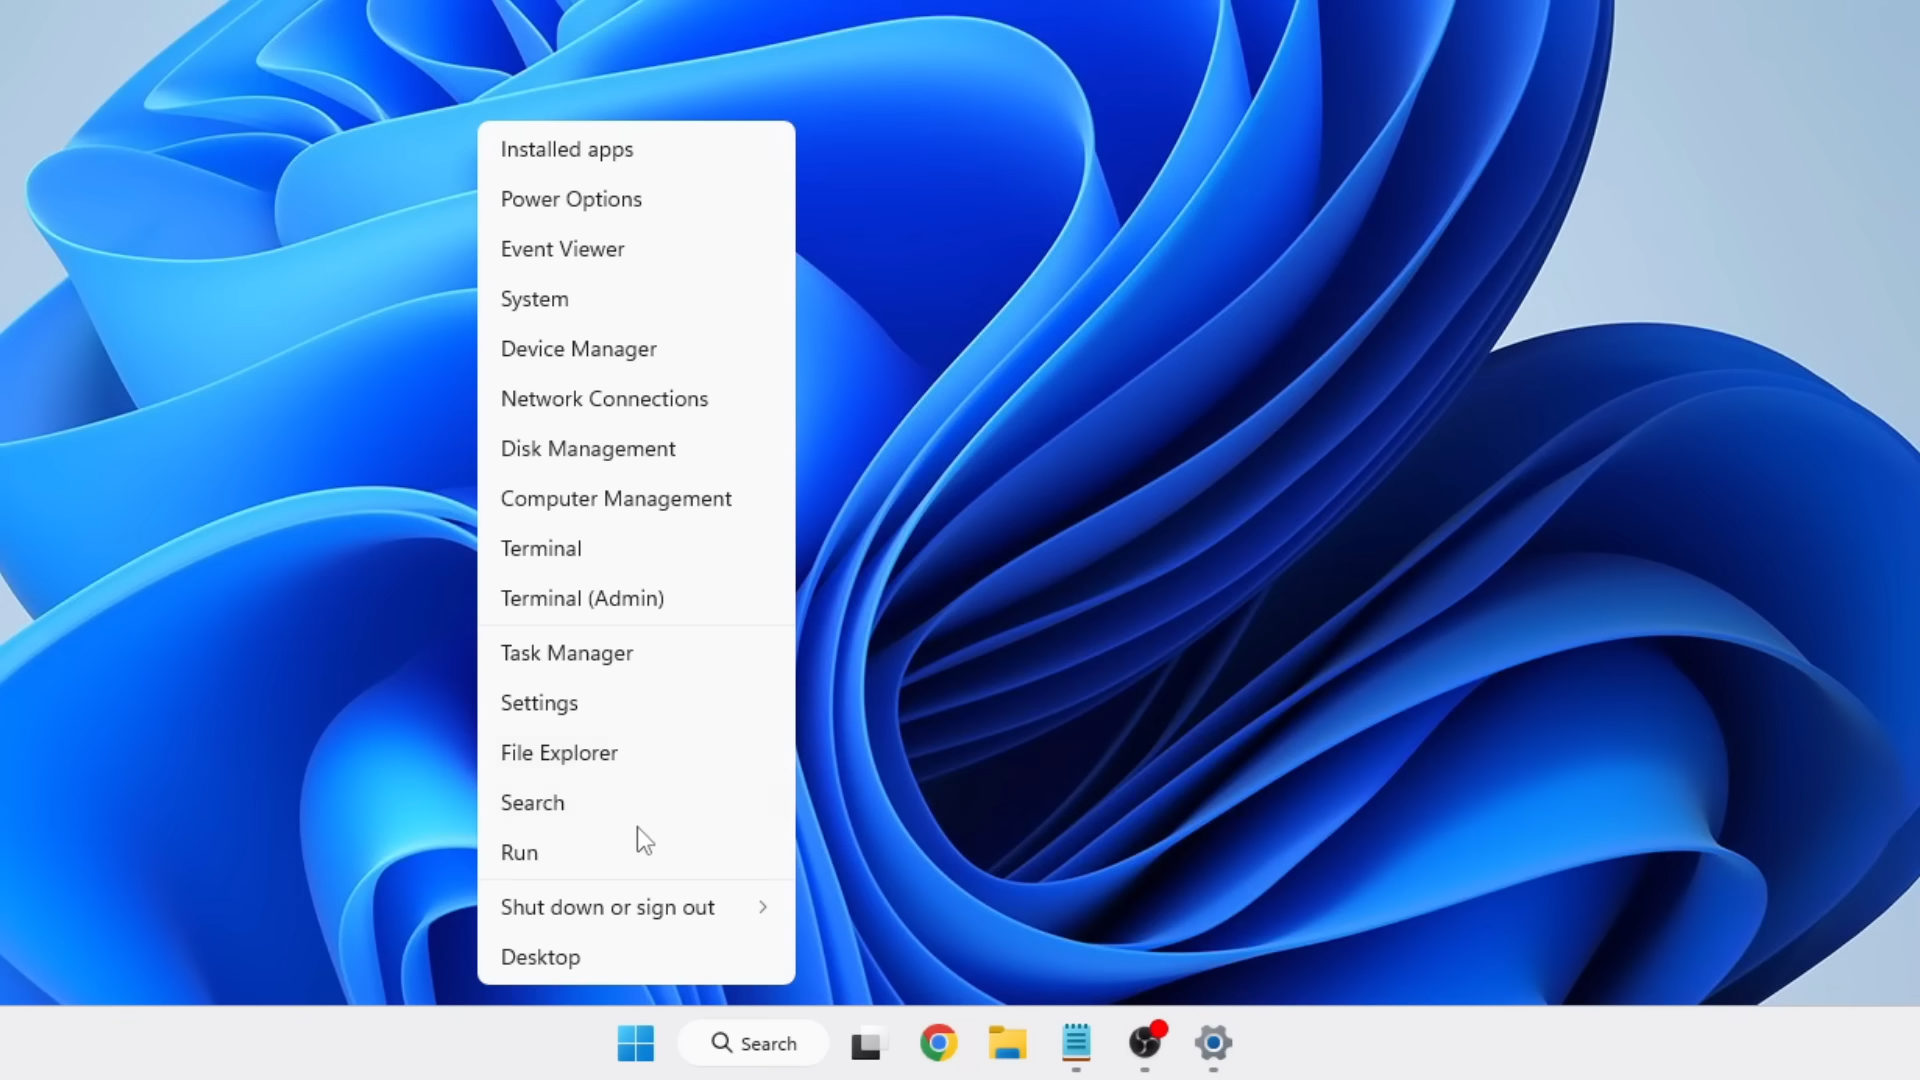 Installed apps
Power Options
Event Viewer
System
Device Manager
Network Connections
Disk Management
Computer Management
Terminal
Terminal (Admin)
Task Manager
Settings
File Explorer
Search
Run
Shut down or sign out
Desktop
Search